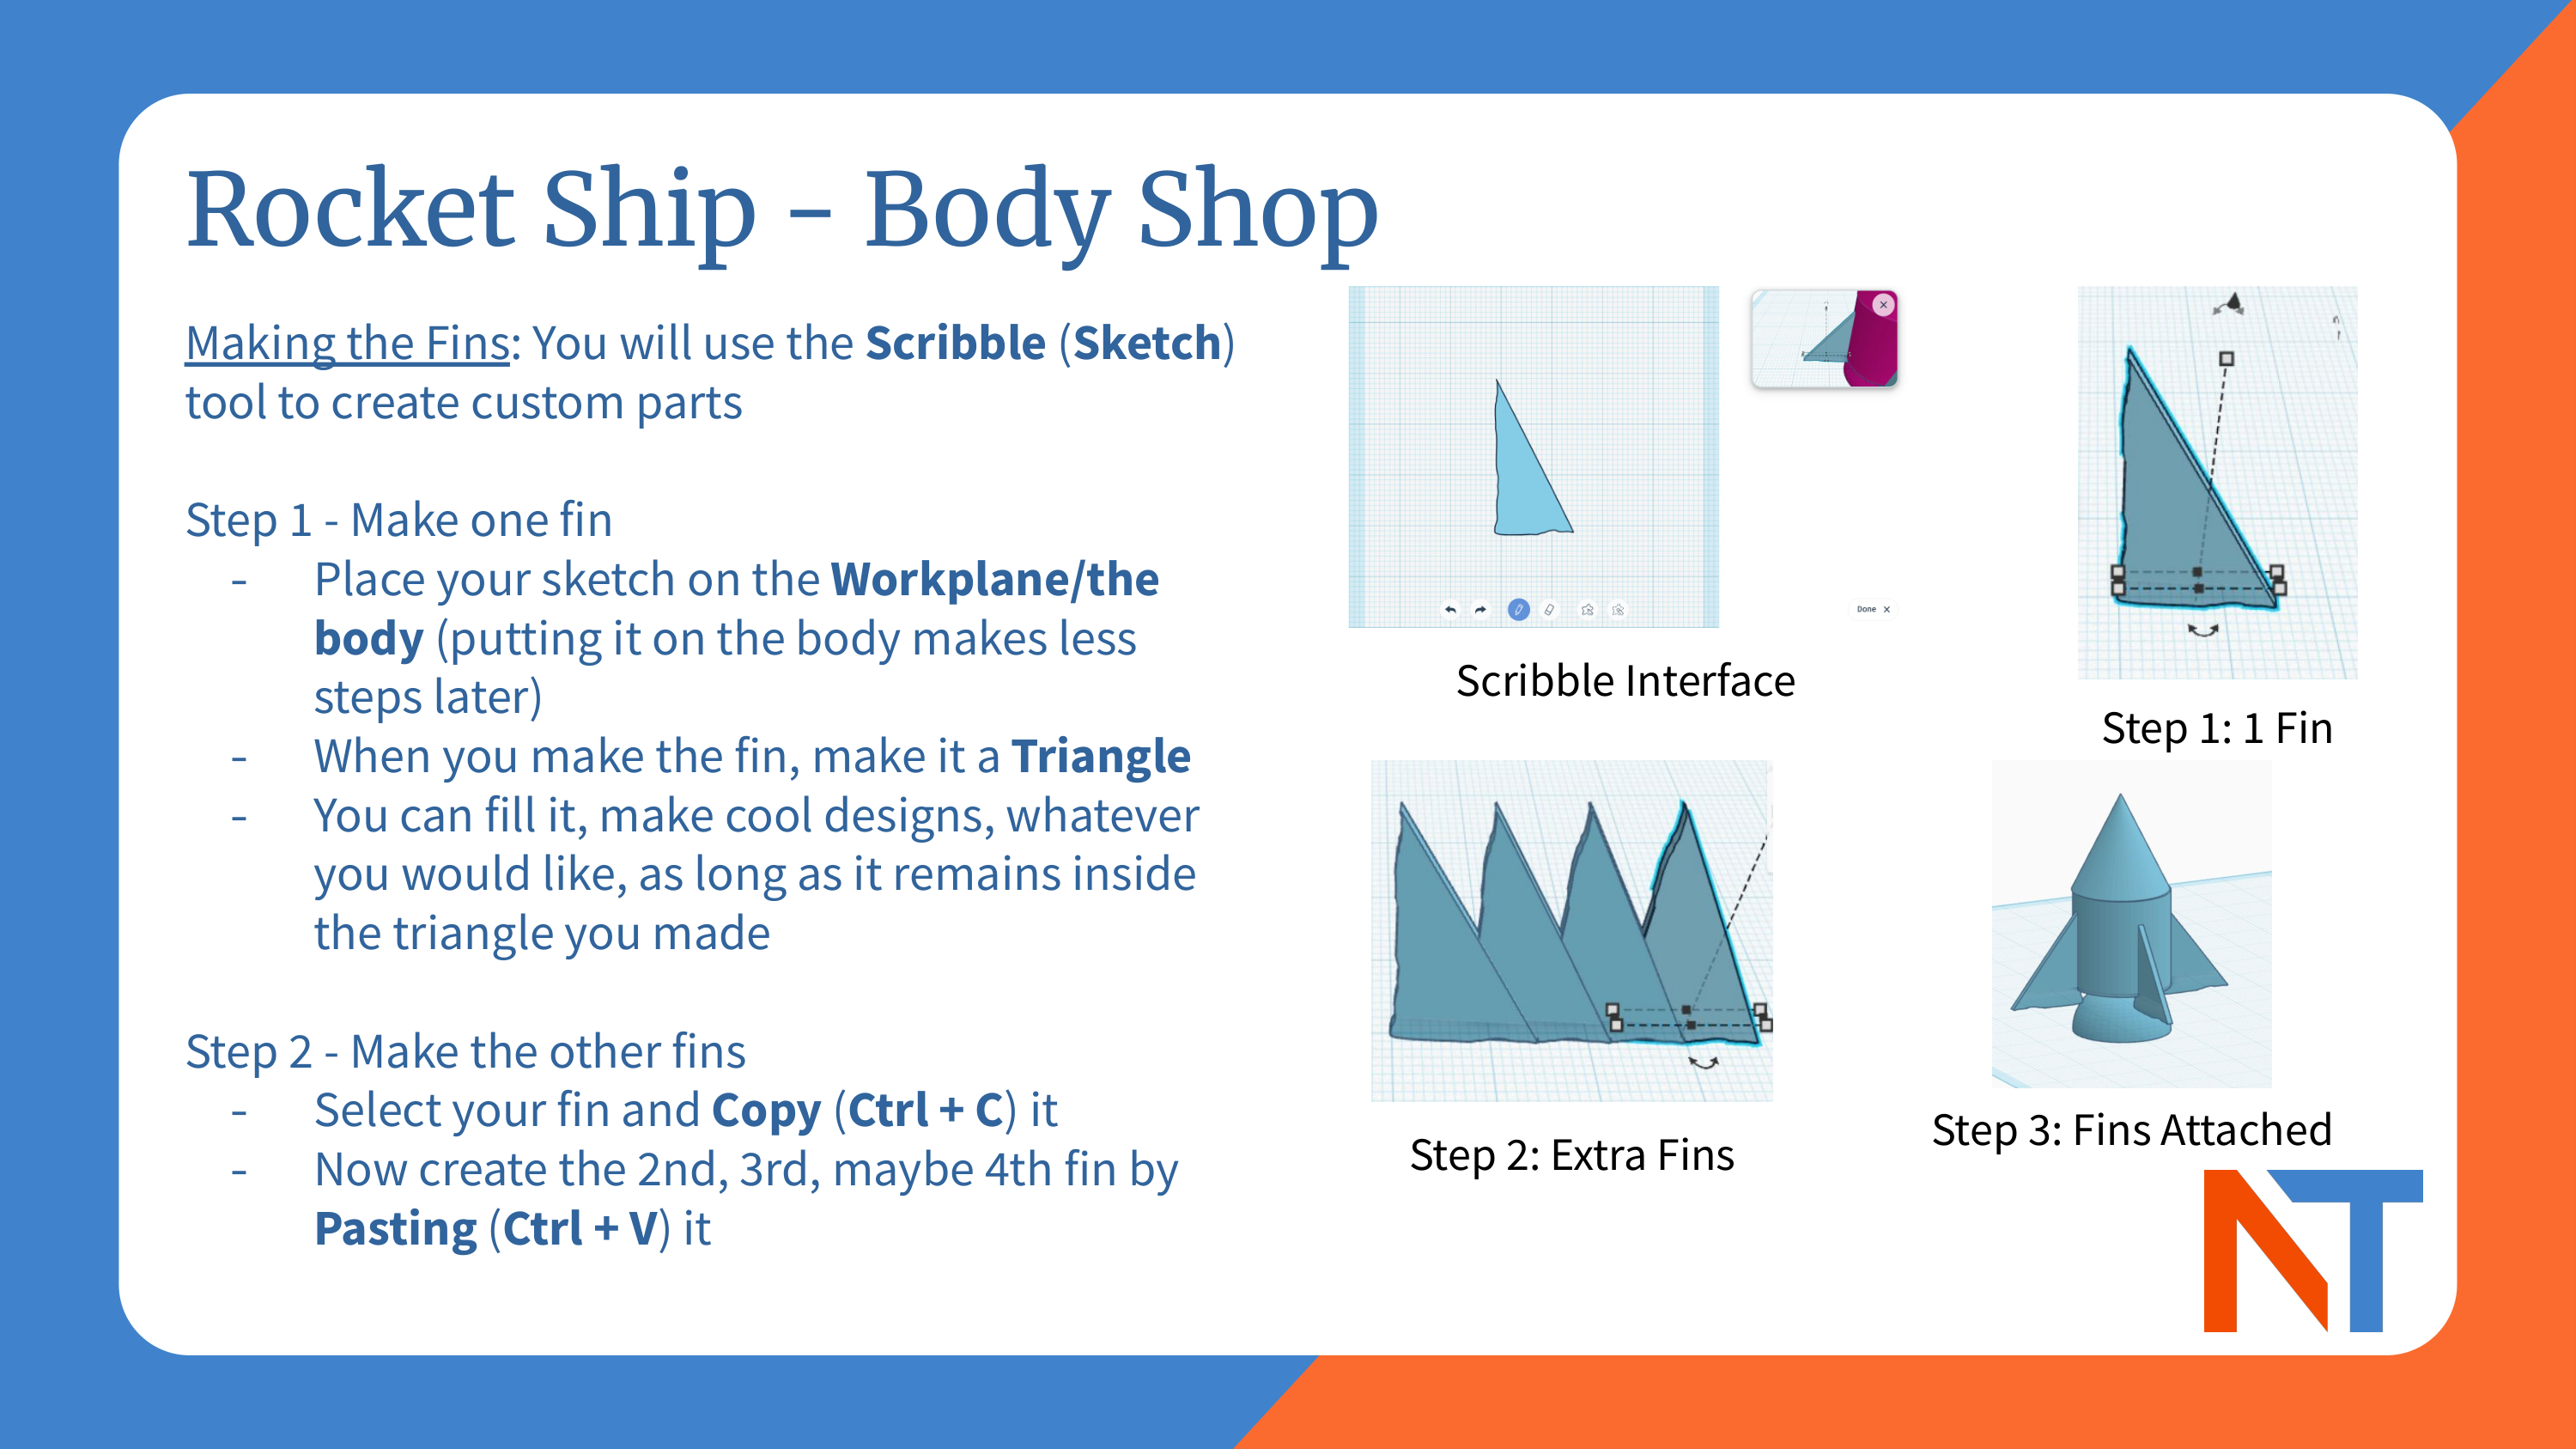 Rocket Ship - Body Shop
Making the Fins: You will use the Scribble (Sketch)
tool to create custom parts
Step 1 - Make one fin
- Place your sketch on the Workplane/the
body (putting it on the body makes less
steps later)
- When you make the fin, make it a Triangle
- You can fill it, make cool designs, whatever
you would like, as long as it remains inside
the triangle you made
Step 2 - Make the other fins
- Select your fin and Copy (Ctrl + C) it
- Now create the 2nd, 3rd, maybe 4th fin by
Pasting (Ctrl + V) it
Done ×
Scribble Interface
Step 1: 1 Fin
Step 2: Extra Fins
Step 3: Fins Attached
NT